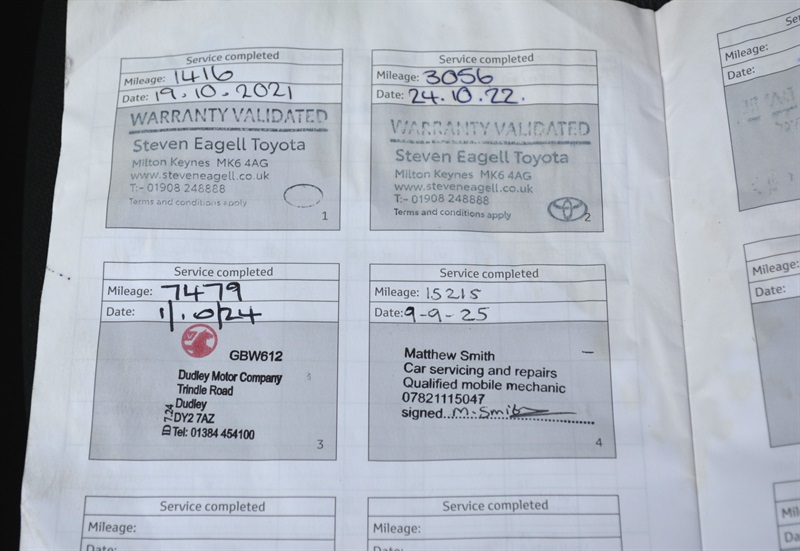 Service completed
Mileage: 1416
Date: 19.10.2021
WARRANTY VALIDATED
Steven Eagell Toyota
Milton Keynes MK6 4AG
www.steveneagell.co.uk
T:- 01908 248888
Terms and conditions apply
1
Service completed
Mileage: 3056
Date: 24.10.22.
WARRANTY VALIDATED
Steven Eagell Toyota
Milton Keynes MK6 4AG
www.steveneagell.co.uk
T:- 01908 248888
Terms and conditions apply
2
Service completed
Mileage: 7479
Date: 1/10/24
GBW612
Dudley Motor Company
Trindle Road
Dudley
DY2 7AZ
Tel: 01384 454100
3
Service completed
Mileage: 15215
Date: 9-9-25
Matthew Smith
Car servicing and repairs
Qualified mobile mechanic
07821115047
signed...M.Smith
4
Service completed
Mileage:
Date:
Service completed
Mileage:
Date:
Mileage:
Date:
Mileage:
Date: